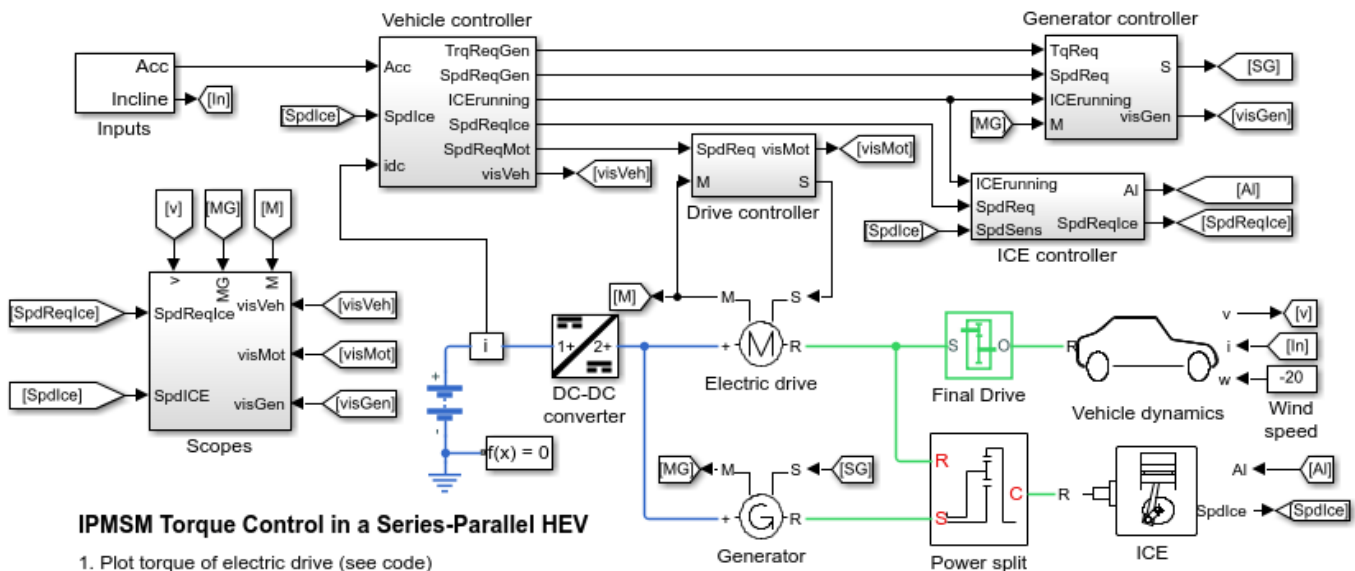 Vehicle controller
Generator controller
Acc
Incline
[In]
Inputs
Acc
SpdIce
idc
[SpdIce]
TrqReqGen
SpdReqGen
ICErunning
SpdReqIce
SpdReqMot
visVeh
[visVeh]
TqReq
SpdReq
ICErunning
M
S
visGen
[MG]
[SG]
[visGen]
SpdReq visMot
M
S
[visMot]
Drive controller
ICErunning
SpdReq
SpdSens
AI
SpdReqIce
[SpdIce]
[AI]
[SpdReqIce]
ICE controller
[v]
[MG]
[M]
v
MG
M
[SpdReqIce]
SpdReqIce
visVeh
[visVeh]
visMot
[visMot]
[SpdIce]
SpdICE
visGen
[visGen]
Scopes
i
+
-
f(x) = 0
1+
2+
DC-DC
converter
[M]
M
S
+
M
R
Electric drive
S
O
Final Drive
R
Vehicle dynamics
v
[v]
i
[In]
w
-20
Wind
speed
[MG]
M
S
[SG]
+
G
R
Generator
R
S
C
Power split
R
ICE
AI
[AI]
SpdIce
[SpdIce]
IPMSM Torque Control in a Series-Parallel HEV
1. Plot torque of electric drive (see code)